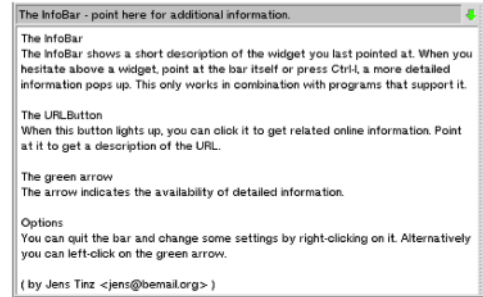 The InfoBar - point here for additional information.
The InfoBar
The InfoBar shows a short description of the widget you last pointed at. When you
hesitate above a widget, point at the bar itself or press Ctrl-I, a more detailed
information pops up. This only works in combination with programs that support it.
The URLButton
When this button lights up, you can click it to get related online information. Point
at it to get a description of the URL.
The green arrow
The arrow indicates the availability of detailed information.
Options
You can quit the bar and change some settings by right-clicking on it. Alternatively
you can left-click on the green arrow.
( by Jens Tinz <jens@bemail.org> )